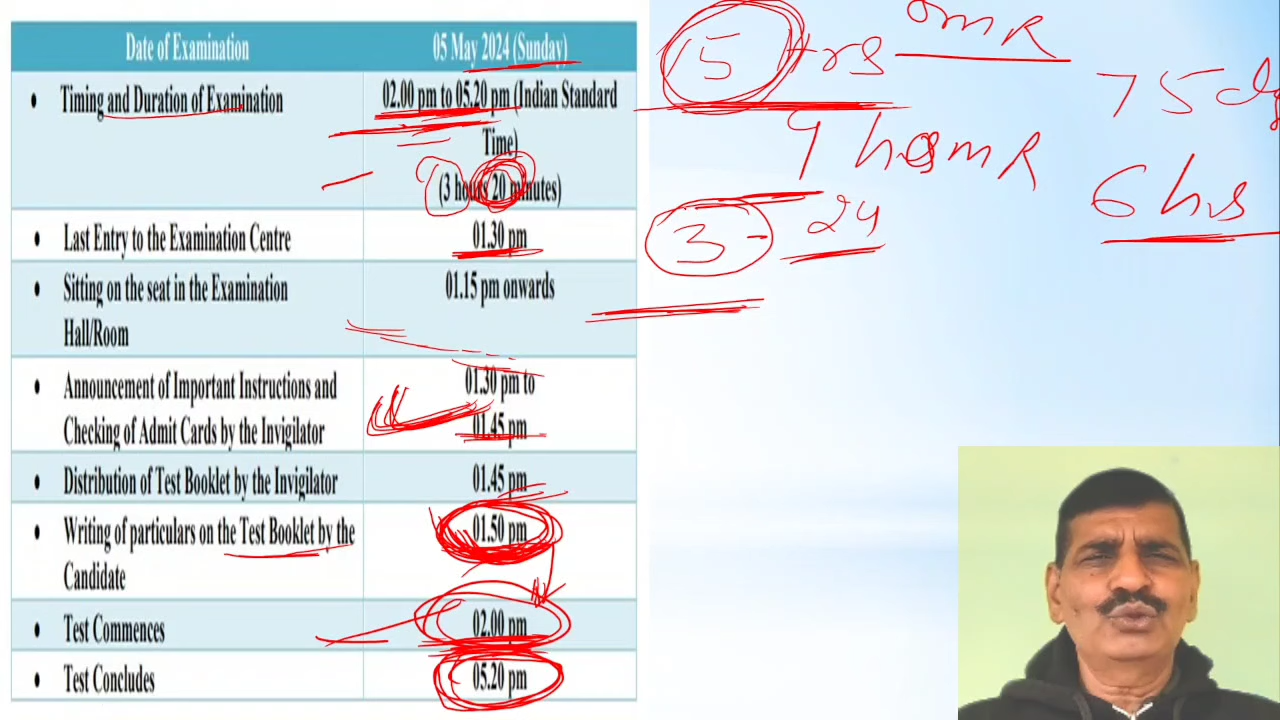 Date of Examination
05 May 2024 (Sunday)
• Timing and Duration of Examination
02.00 pm to 05.20 pm (Indian Standard
Time)
(3 hours 20 minutes)
• Last Entry to the Examination Centre
01.30 pm
• Sitting on the seat in the Examination
Hall/Room
01.15 pm onwards
• Announcement of Important Instructions and
Checking of Admit Cards by the Invigilator
01.30 pm to
01.45 pm
• Distribution of Test Booklet by the Invigilator
01.45 pm
• Writing of particulars on the Test Booklet by the
Candidate
01.50 pm
• Test Commences
02.00 pm
• Test Concludes
05.20 pm
5 Hrs OMR
75
6 hrs
3 - 24